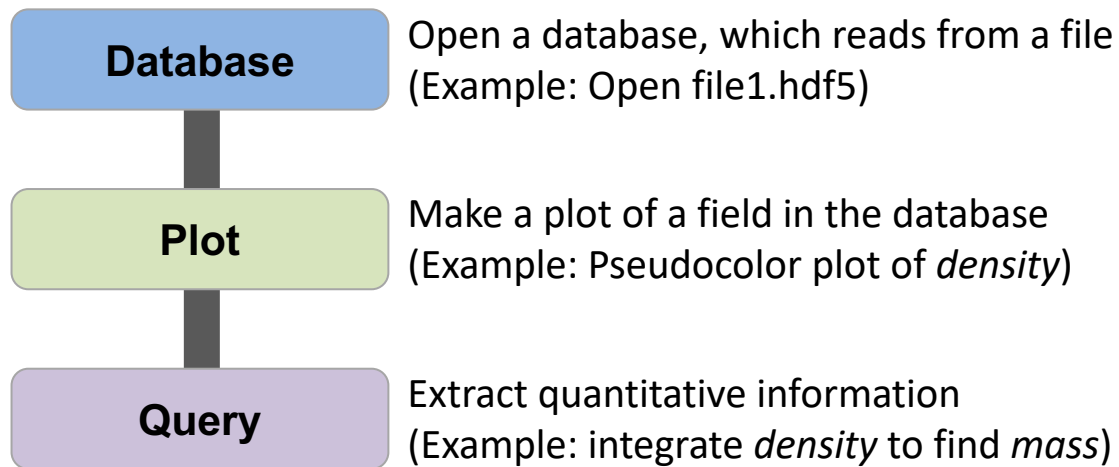 Database
Open a database, which reads from a file
(Example: Open file1.hdf5)
Plot
Make a plot of a field in the database
(Example: Pseudocolor plot of density)
Query
Extract quantitative information
(Example: integrate density to find mass)